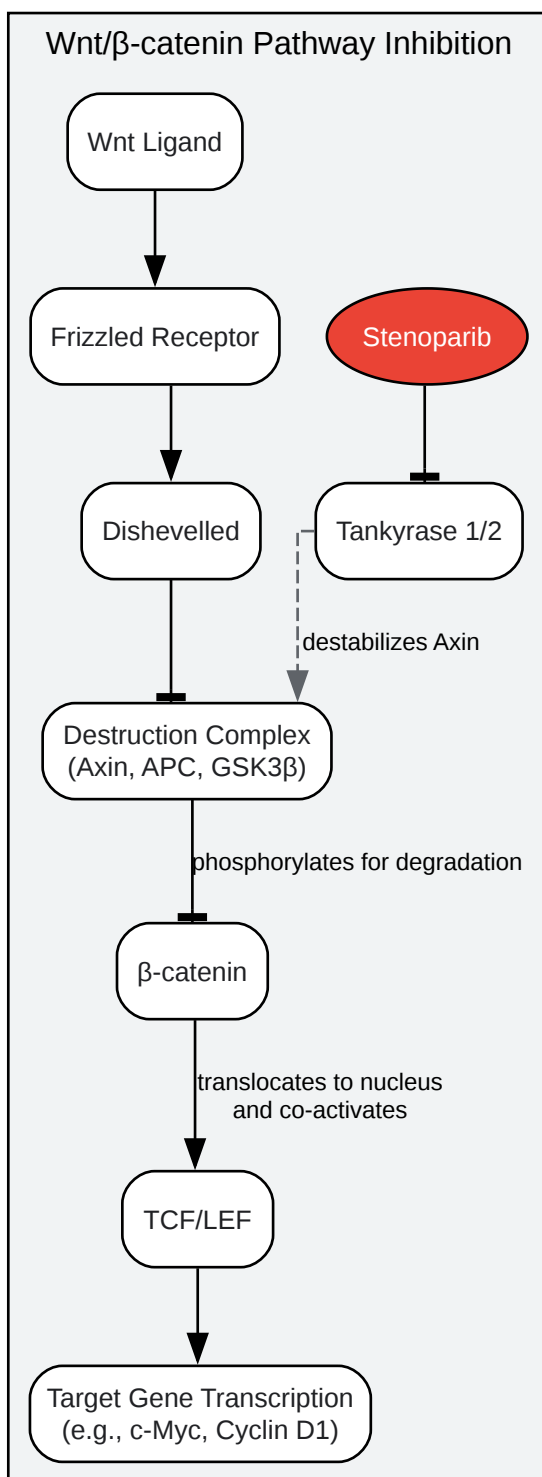 Wnt/β-catenin Pathway Inhibition
Wnt Ligand
Frizzled Receptor
Stenoparib
Dishevelled
Tankyrase 1/2
destabilizes Axin
Destruction Complex
(Axin, APC, GSK3β)
phosphorylates for degradation
β-catenin
translocates to nucleus
and co-activates
TCF/LEF
Target Gene Transcription
(e.g., c-Myc, Cyclin D1)